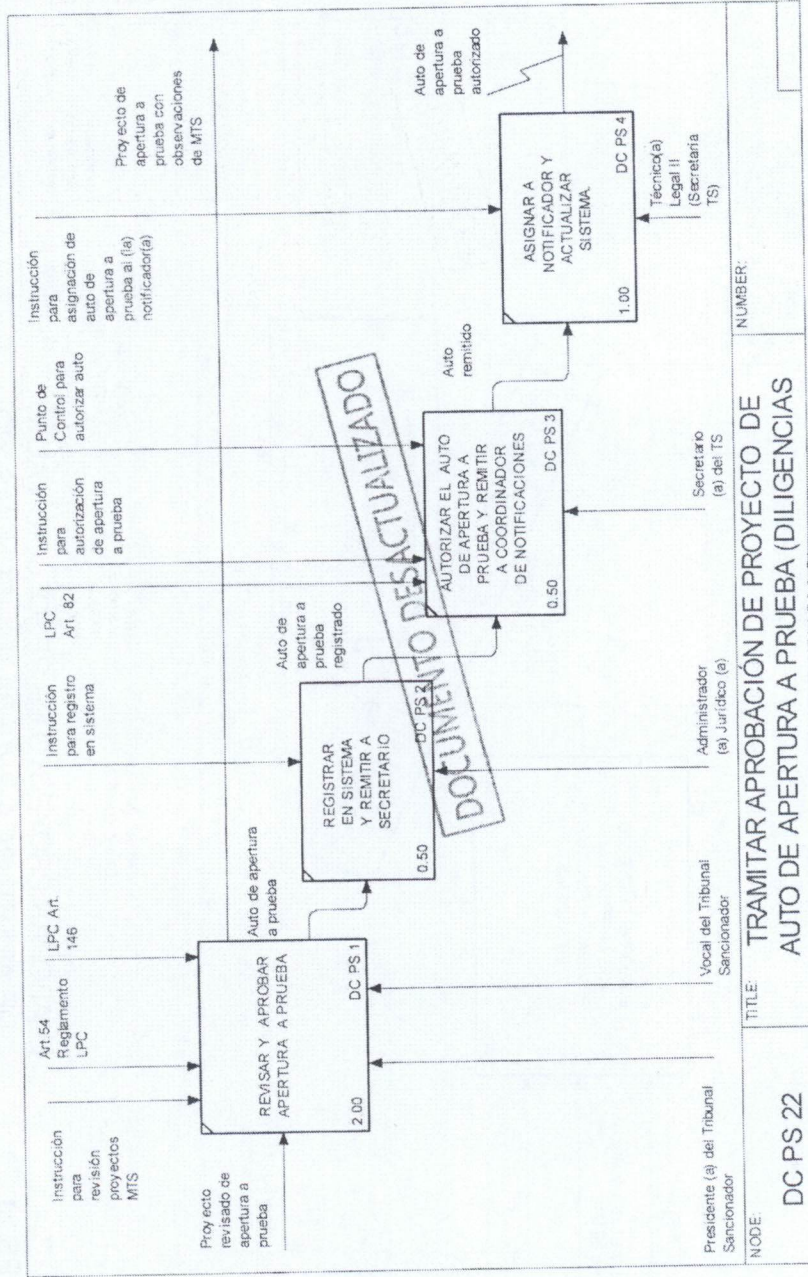 Instrucción
para
revisión
proyectos
MTS
Art.54
Reglamento
LPC
LPC Art.
146
Instrucción
para registro
en sistema
LPC
Art. 82
Instrucción
para
autorización
de apertura
a prueba
Punto de
Control para
autorizar auto
Instrucción
para
asignación de
auto de
apertura a
prueba al (la)
notificador(a)
Proyecto de
apertura a
prueba con
observaciones
de MTS
Proyecto
revisado de
apertura a
prueba
REVISAR Y APROBAR
APERTURA A PRUEBA
2.00
DC PS 1
Auto de apertura
a prueba
REGISTRAR
EN SISTEMA
Y REMITIR A
SECRETARIO
0.50
DC PS 2
Auto de
apertura a
prueba
registrado
AUTORIZAR EL AUTO
DE APERTURA A
PRUEBA Y REMITIR
A COORDINADOR
DE NOTIFICACIONES
0.50
DC PS 3
Auto
remitido
ASIGNAR A
NOTIFICADOR Y
ACTUALIZAR
SISTEMA
1.00
DC PS 4
Auto de
apertura a
prueba
autorizado
DOCUMENTO DESACTUALIZADO
Presidente (a) del Tribunal
Sancionador
Vocal del Tribunal
Sancionador
Administrador
(a) Jurídico (a)
Secretario
(a) del TS
Técnico(a)
Legal II
(Secretaria
TS)
NODE:
DC PS 22
TITLE:
TRAMITAR APROBACIÓN DE PROYECTO DE
AUTO DE APERTURA A PRUEBA (DILIGENCIAS
NUMBER: